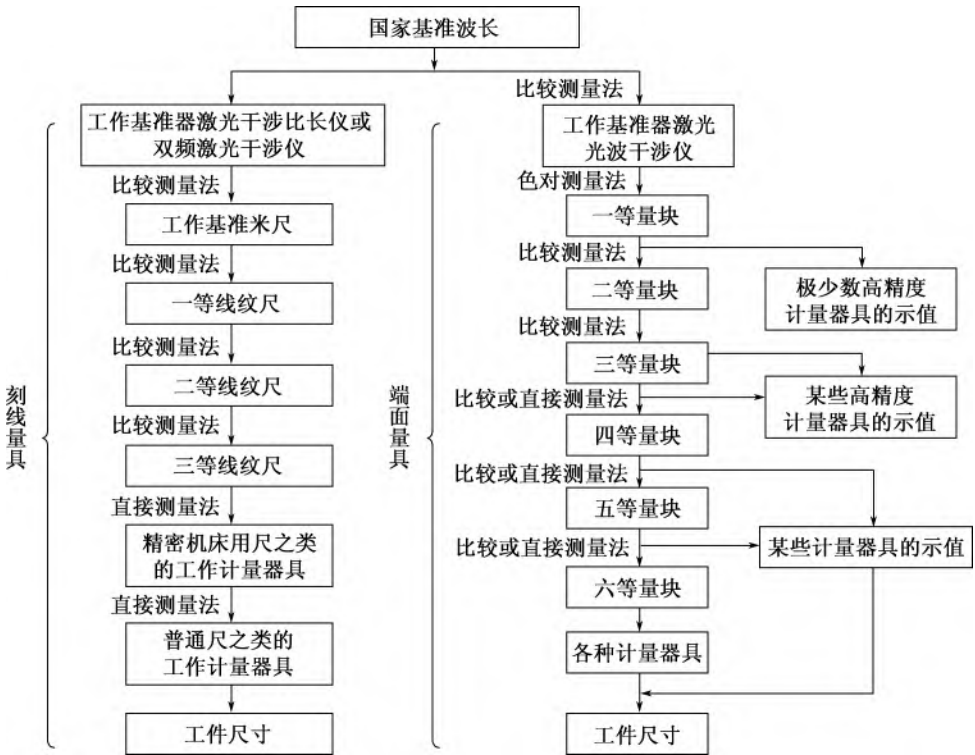 国家基准波长
刻线量具
工作基准器激光干涉比长仪或
双频激光干涉仪
比较测量法
工作基准米尺
比较测量法
一等线纹尺
比较测量法
二等线纹尺
比较测量法
三等线纹尺
直接测量法
精密机床用尺之类
的工作计量器具
直接测量法
普通尺之类的
工作计量器具
工件尺寸
端面量具
比较测量法
工作基准器激光
光波干涉仪
色对测量法
一等量块
比较测量法
二等量块
极少数高精度
计量器具的示值
比较测量法
三等量块
比较或直接测量法
某些高精度
计量器具的示值
四等量块
比较或直接测量法
五等量块
比较或直接测量法
某些计量器具的示值
六等量块
各种计量器具
工件尺寸